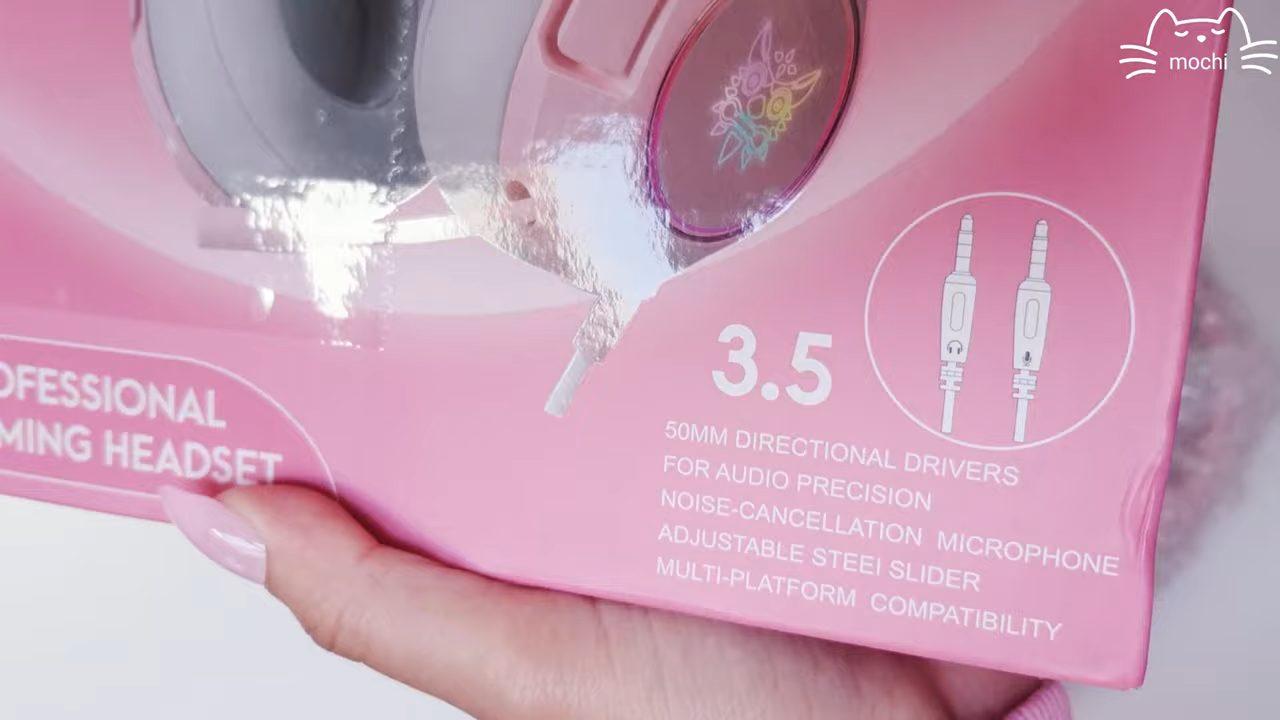 mochi
3.5
50MM DIRECTIONAL DRIVERS
FOR AUDIO PRECISION
NOISE-CANCELLATION MICROPHONE
ADJUSTABLE STEEI SLIDER
MULTI-PLATFORM COMPATIBILITY
OFESSIONAL
MING HEADSET